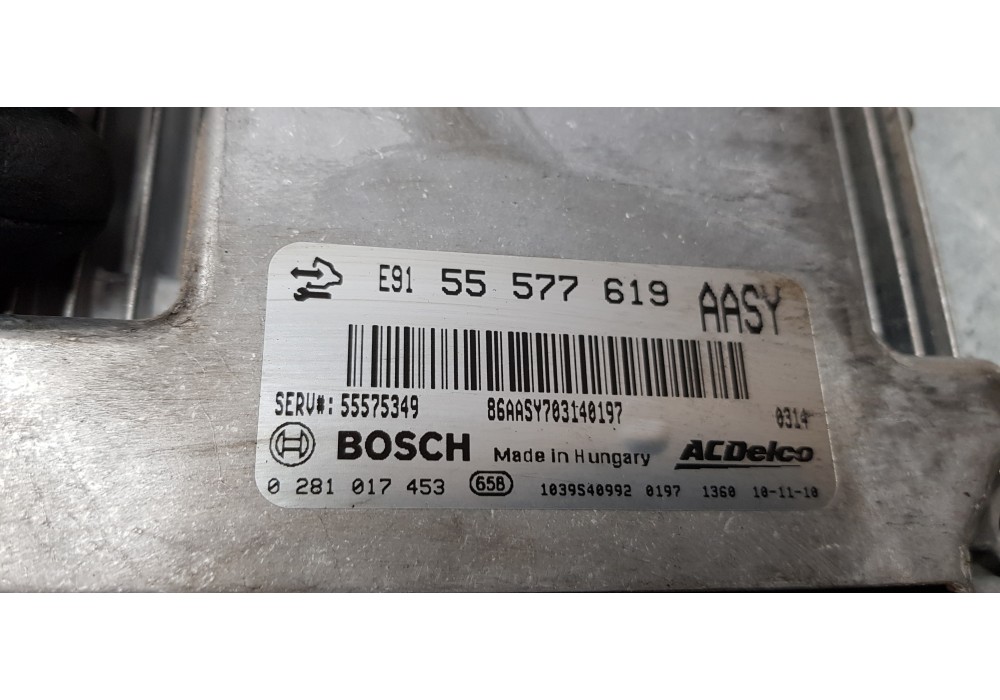 E91 55 577 619 AASY
SERV#: 55575349 86AASY703140197 0314
BOSCH Made in Hungary ACDelco
0 281 017 453 658 1039S40992 0197 1360 10-11-10